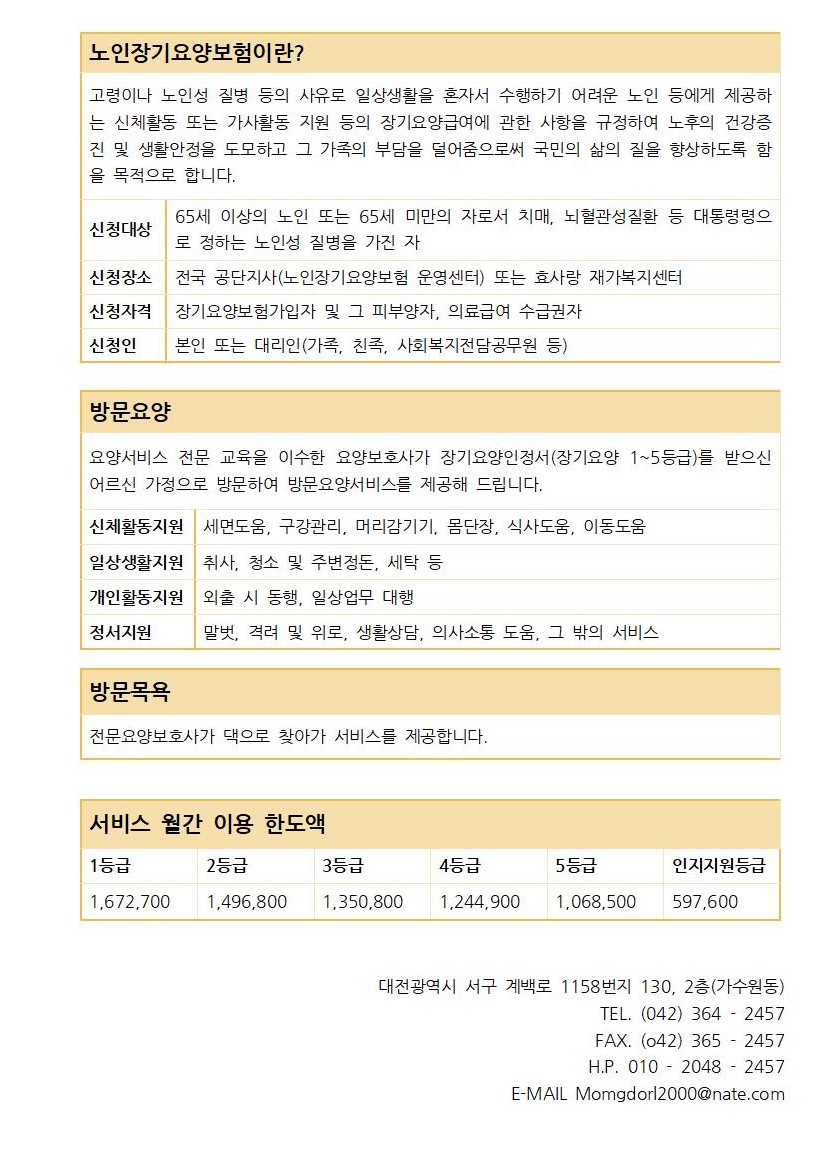 노인장기요양보험이란?
고령이나 노인성 질병 등의 사유로 일상생활을 혼자서 수행하기 어려운 노인 등에게 제공하
는 신체활동 또는 가사활동 지원 등의 장기요양급여에 관한 사항을 규정하여 노후의 건강증
진 및 생활안정을 도모하고 그 가족의 부담을 덜어줌으로써 국민의 삶의 질을 향상하도록 함
을 목적으로 합니다.
신청대상 65세 이상의 노인 또는 65세 미만의 자로서 치매, 뇌혈관성질환 등 대통령령으
로 정하는 노인성 질병을 가진 자
신청장소 전국 공단지사(노인장기요양보험 운영센터) 또는 효사랑 재가복지센터
신청자격 장기요양보험가입자 및 그 피부양자, 의료급여 수급권자
신청인 본인 또는 대리인(가족, 친족, 사회복지전담공무원 등)
방문요양
요양서비스 전문 교육을 이수한 요양보호사가 장기요양인정서(장기요양 1~5등급)를 받으신
어르신 가정으로 방문하여 방문요양서비스를 제공해 드립니다.
신체활동지원 세면도움, 구강관리, 머리감기기, 몸단장, 식사도움, 이동도움
일상생활지원 취사, 청소 및 주변정돈, 세탁 등
개인활동지원 외출 시 동행, 일상업무 대행
정서지원 말벗, 격려 및 위로, 생활상담, 의사소통 도움, 그 밖의 서비스
방문목욕
전문요양보호사가 댁으로 찾아가 서비스를 제공합니다.
서비스 월간 이용 한도액
1등급 2등급 3등급 4등급 5등급 인지지원등급
1,672,700 1,496,800 1,350,800 1,244,900 1,068,500 597,600
대전광역시 서구 계백로 1158번지 130, 2층(가수원동)
TEL. (042) 364 - 2457
FAX. (o42) 365 - 2457
H.P. 010 - 2048 - 2457
E-MAIL Momgdorl2000@nate.com